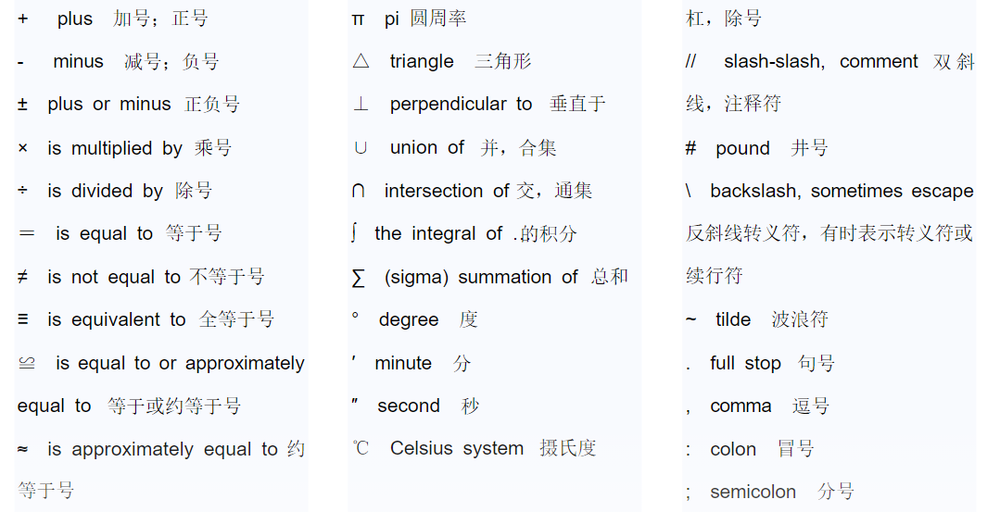 + plus 加号；正号
- minus 减号；负号
± plus or minus 正负号
× is multiplied by 乘号
÷ is divided by 除号
＝ is equal to 等于号
≠ is not equal to 不等于号
≡ is equivalent to 全等于号
≌ is equal to or approximately
equal to 等于或约等于号
≈ is approximately equal to 约
等于号
π pi 圆周率
△ triangle 三角形
⊥ perpendicular to 垂直于
∪ union of 并，合集
∩ intersection of 交，通集
∫ the integral of …的积分
∑ (sigma) summation of 总和
° degree 度
′ minute 分
″ second 秒
℃ Celsius system 摄氏度
杠，除号
// slash-slash, comment 双斜
线，注释符
# pound 井号
\ backslash, sometimes escape
反斜线转义符，有时表示转义符或
续行符
~ tilde 波浪符
. full stop 句号
, comma 逗号
: colon 冒号
; semicolon 分号